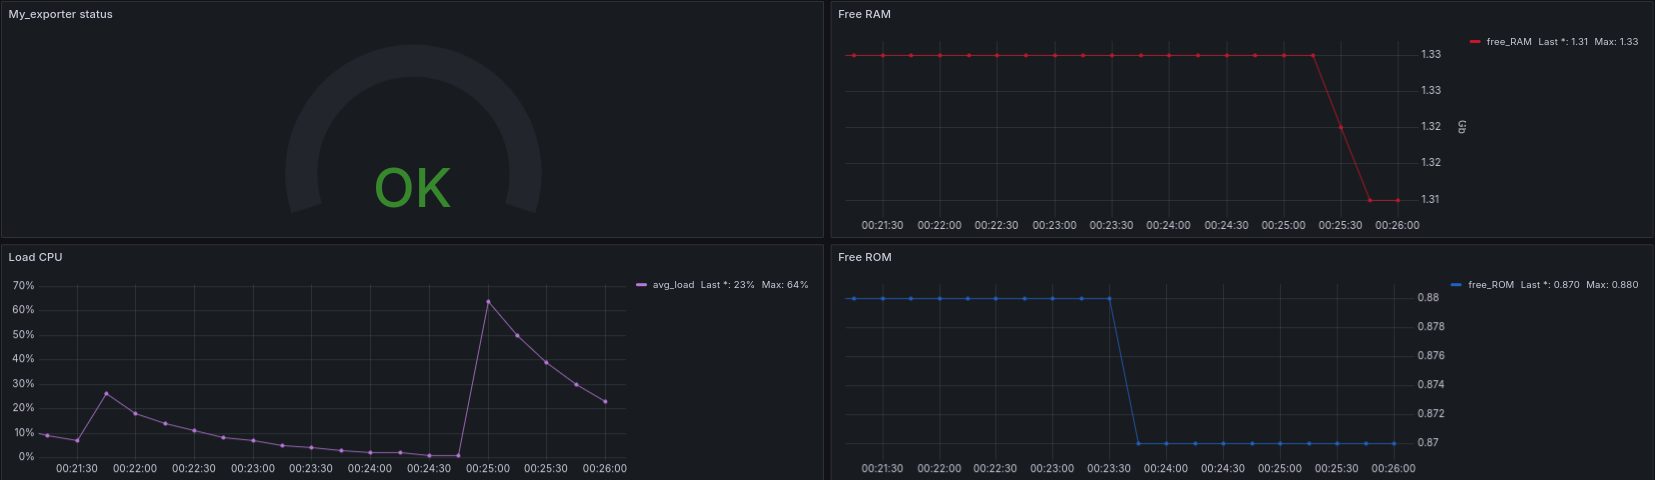 My_exporter status
OK
Free RAM
free_RAM Last *: 1.31 Max: 1.33
1.33
1.33
1.32
1.32
1.31
Gb
00:21:30 00:22:00 00:22:30 00:23:00 00:23:30 00:24:00 00:24:30 00:25:00 00:25:30 00:26:00
Load CPU
avg_load Last *: 23% Max: 64%
70%
60%
50%
40%
30%
20%
10%
0%
00:21:30 00:22:00 00:22:30 00:23:00 00:23:30 00:24:00 00:24:30 00:25:00 00:25:30 00:26:00
Free ROM
free_ROM Last *: 0.870 Max: 0.880
0.88
0.878
0.876
0.874
0.872
0.87
00:21:30 00:22:00 00:22:30 00:23:00 00:23:30 00:24:00 00:24:30 00:25:00 00:25:30 00:26:00